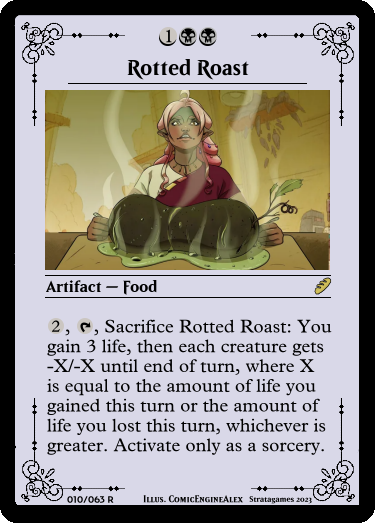 1
Rotted Roast
Artifact — Food
2, , Sacrifice Rotted Roast: You
gain 3 life, then each creature gets
-X/-X until end of turn, where X
is equal to the amount of life you
gained this turn or the amount of
life you lost this turn, whichever is
greater. Activate only as a sorcery.
010/063 R Illus. ComicEngineAlex Stratagames 2023